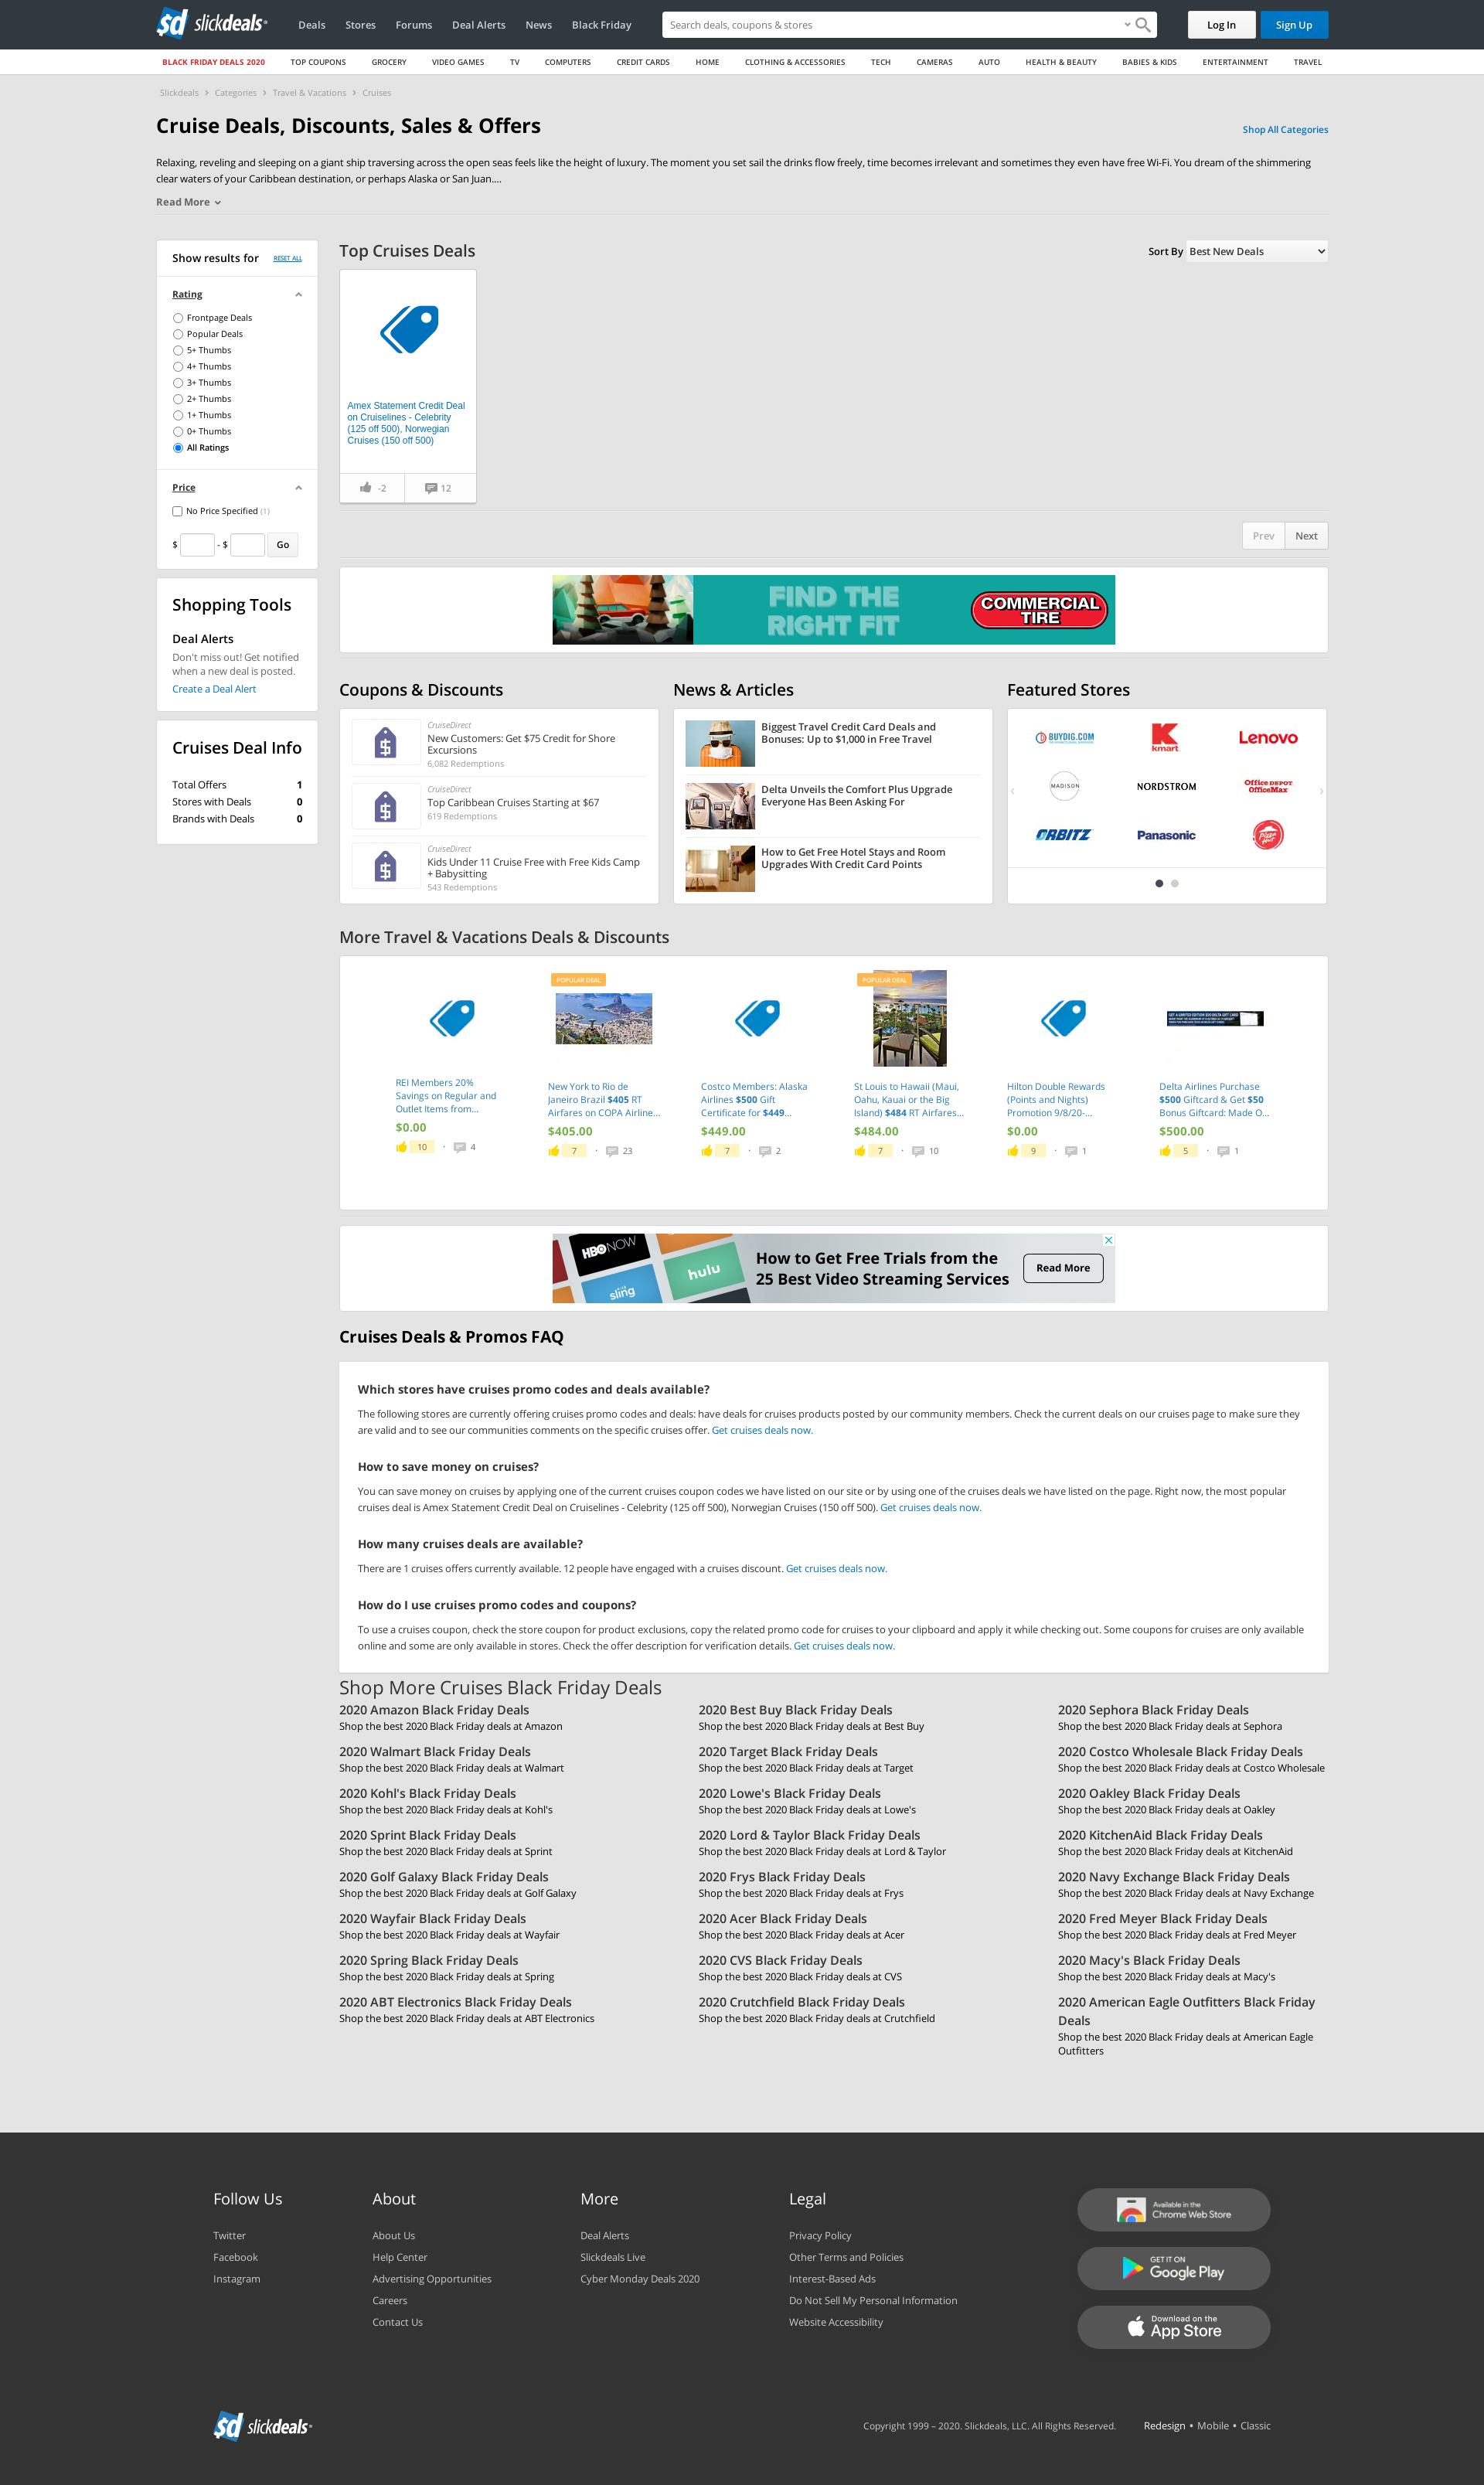 slickdeals
Deals
Stores
Forums
Deal Alerts
News
Black Friday
Search deals, coupons & stores
Log In
Sign Up
BLACK FRIDAY DEALS 2020
TOP COUPONS
GROCERY
VIDEO GAMES
TV
COMPUTERS
CREDIT CARDS
HOME
CLOTHING & ACCESSORIES
TECH
CAMERAS
AUTO
HEALTH & BEAUTY
BABIES & KIDS
ENTERTAINMENT
TRAVEL
Slickdeals > Categories > Travel & Vacations > Cruises
Cruise Deals, Discounts, Sales & Offers
Shop All Categories
Relaxing, reveling and sleeping on a giant ship traversing across the open seas feels like the height of luxury. The moment you set sail the drinks flow freely, time becomes irrelevant and sometimes they even have free Wi-Fi. You dream of the shimmering
clear waters of your Caribbean destination, or perhaps Alaska or San Juan....
Read More
Show results for
RESET ALL
Rating
Frontpage Deals
Popular Deals
5+ Thumbs
4+ Thumbs
3+ Thumbs
2+ Thumbs
1+ Thumbs
0+ Thumbs
All Ratings
Price
No Price Specified (1)
$ - $ Go
Shopping Tools
Deal Alerts
Don't miss out! Get notified
when a new deal is posted.
Create a Deal Alert
Cruises Deal Info
Total Offers 1
Stores with Deals 0
Brands with Deals 0
Top Cruises Deals
Sort By Best New Deals
Amex Statement Credit Deal
on Cruiselines - Celebrity
(125 off 500), Norwegian
Cruises (150 off 500)
-2
12
Prev
Next
FIND THE
RIGHT FIT
COMMERCIAL
TIRE
Coupons & Discounts
CruiseDirect
New Customers: Get $75 Credit for Shore
Excursions
6,082 Redemptions
CruiseDirect
Top Caribbean Cruises Starting at $67
619 Redemptions
CruiseDirect
Kids Under 11 Cruise Free with Free Kids Camp
+ Babysitting
543 Redemptions
News & Articles
Biggest Travel Credit Card Deals and
Bonuses: Up to $1,000 in Free Travel
Delta Unveils the Comfort Plus Upgrade
Everyone Has Been Asking For
How to Get Free Hotel Stays and Room
Upgrades With Credit Card Points
Featured Stores
BUYDIG.COM
kmart
Lenovo
MADISON
NORDSTROM
Office DEPOT
OfficeMax
ORBITZ
Panasonic
Pizza Hut
More Travel & Vacations Deals & Discounts
REI Members 20%
Savings on Regular and
Outlet Items from...
$0.00
10 · 4
POPULAR DEAL
New York to Rio de
Janeiro Brazil $405 RT
Airfares on COPA Airline...
$405.00
7 · 23
Costco Members: Alaska
Airlines $500 Gift
Certificate for $449...
$449.00
7 · 2
POPULAR DEAL
St Louis to Hawaii (Maui,
Oahu, Kauai or the Big
Island) $484 RT Airfares...
$484.00
7 · 10
Hilton Double Rewards
(Points and Nights)
Promotion 9/8/20-...
$0.00
9 · 1
Delta Airlines Purchase
$500 Giftcard & Get $50
Bonus Giftcard: Made O...
$500.00
5 · 1
HBO NOW
sling
hulu
How to Get Free Trials from the
25 Best Video Streaming Services
Read More
Cruises Deals & Promos FAQ
Which stores have cruises promo codes and deals available?
The following stores are currently offering cruises promo codes and deals: have deals for cruises products posted by our community members. Check the current deals on our cruises page to make sure they
are valid and to see our communities comments on the specific cruises offer. Get cruises deals now.
How to save money on cruises?
You can save money on cruises by applying one of the current cruises coupon codes we have listed on our site or by using one of the cruises deals we have listed on the page. Right now, the most popular
cruises deal is Amex Statement Credit Deal on Cruiselines - Celebrity (125 off 500), Norwegian Cruises (150 off 500). Get cruises deals now.
How many cruises deals are available?
There are 1 cruises offers currently available. 12 people have engaged with a cruises discount. Get cruises deals now.
How do I use cruises promo codes and coupons?
To use a cruises coupon, check the store coupon for product exclusions, copy the related promo code for cruises to your clipboard and apply it while checking out. Some coupons for cruises are only available
online and some are only available in stores. Check the offer description for verification details. Get cruises deals now.
Shop More Cruises Black Friday Deals
2020 Amazon Black Friday Deals
Shop the best 2020 Black Friday deals at Amazon
2020 Best Buy Black Friday Deals
Shop the best 2020 Black Friday deals at Best Buy
2020 Sephora Black Friday Deals
Shop the best 2020 Black Friday deals at Sephora
2020 Walmart Black Friday Deals
Shop the best 2020 Black Friday deals at Walmart
2020 Target Black Friday Deals
Shop the best 2020 Black Friday deals at Target
2020 Costco Wholesale Black Friday Deals
Shop the best 2020 Black Friday deals at Costco Wholesale
2020 Kohl's Black Friday Deals
Shop the best 2020 Black Friday deals at Kohl's
2020 Lowe's Black Friday Deals
Shop the best 2020 Black Friday deals at Lowe's
2020 Oakley Black Friday Deals
Shop the best 2020 Black Friday deals at Oakley
2020 Sprint Black Friday Deals
Shop the best 2020 Black Friday deals at Sprint
2020 Lord & Taylor Black Friday Deals
Shop the best 2020 Black Friday deals at Lord & Taylor
2020 KitchenAid Black Friday Deals
Shop the best 2020 Black Friday deals at KitchenAid
2020 Golf Galaxy Black Friday Deals
Shop the best 2020 Black Friday deals at Golf Galaxy
2020 Frys Black Friday Deals
Shop the best 2020 Black Friday deals at Frys
2020 Navy Exchange Black Friday Deals
Shop the best 2020 Black Friday deals at Navy Exchange
2020 Wayfair Black Friday Deals
Shop the best 2020 Black Friday deals at Wayfair
2020 Acer Black Friday Deals
Shop the best 2020 Black Friday deals at Acer
2020 Fred Meyer Black Friday Deals
Shop the best 2020 Black Friday deals at Fred Meyer
2020 Spring Black Friday Deals
Shop the best 2020 Black Friday deals at Spring
2020 CVS Black Friday Deals
Shop the best 2020 Black Friday deals at CVS
2020 Macy's Black Friday Deals
Shop the best 2020 Black Friday deals at Macy's
2020 ABT Electronics Black Friday Deals
Shop the best 2020 Black Friday deals at ABT Electronics
2020 Crutchfield Black Friday Deals
Shop the best 2020 Black Friday deals at Crutchfield
2020 American Eagle Outfitters Black Friday
Deals
Shop the best 2020 Black Friday deals at American Eagle
Outfitters
Follow Us
Twitter
Facebook
Instagram
About
About Us
Help Center
Advertising Opportunities
Careers
Contact Us
More
Deal Alerts
Slickdeals Live
Cyber Monday Deals 2020
Legal
Privacy Policy
Other Terms and Policies
Interest-Based Ads
Do Not Sell My Personal Information
Website Accessibility
Available in the
Chrome Web Store
GET IT ON
Google Play
Download on the
App Store
slickdeals
Copyright 1999 – 2020. Slickdeals, LLC. All Rights Reserved.
Redesign • Mobile • Classic